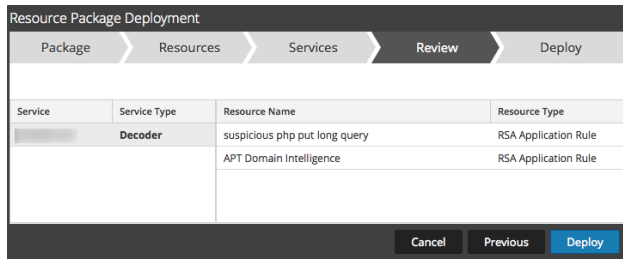 Resource Package Deployment
Package Resources Services Review Deploy
Service Service Type Resource Name Resource Type
Decoder suspicious php put long query RSA Application Rule
APT Domain Intelligence RSA Application Rule
Cancel Previous Deploy